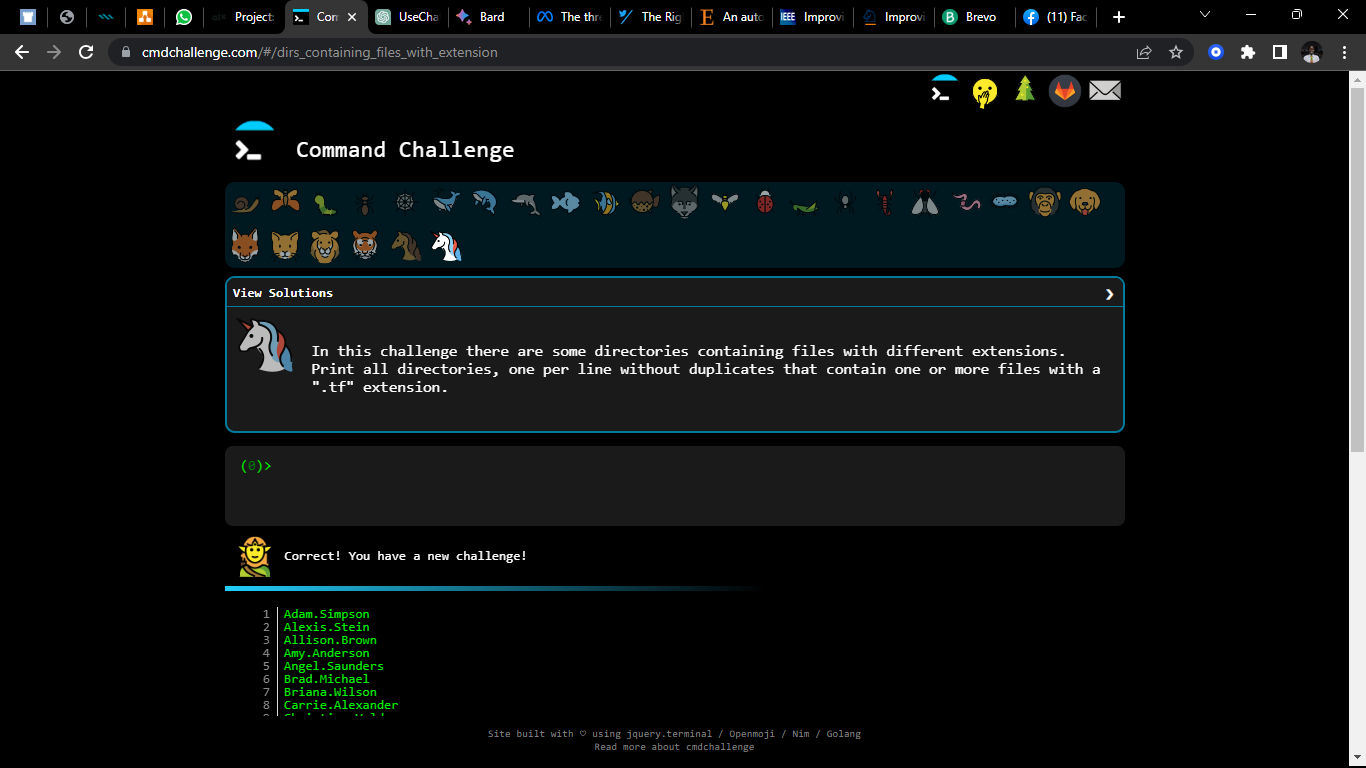 Project:
Com
UseCha
Bard
The thre
The Rig
An auto
IEEE
Improvi
Improvi
Brevo
(11) Fac
cmdchallenge.com/#/dirs_containing_files_with_extension
Command Challenge
View Solutions
In this challenge there are some directories containing files with different extensions.
Print all directories, one per line without duplicates that contain one or more files with a
".tf" extension.
(0)>
Correct! You have a new challenge!
1 Adam.Simpson
2 Alexis.Stein
3 Allison.Brown
4 Amy.Anderson
5 Angel.Saunders
6 Brad.Michael
7 Briana.Wilson
8 Carrie.Alexander
Site built with ♡ using jquery.terminal / Openmoji / Nim / Golang
Read more about cmdchallenge